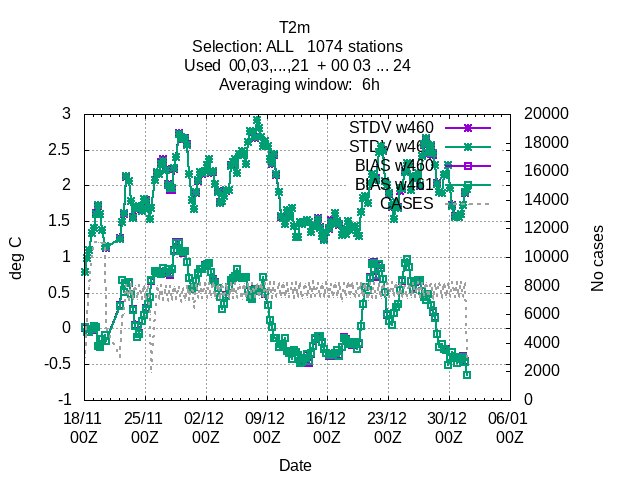 T2m
Selection: ALL 1074 stations
Used 00,03,...,21 + 00 03 ... 24
Averaging window: 6h
3
2.5
2
1.5
1
0.5
0
-0.5
-1
deg C
20000
18000
16000
14000
12000
10000
8000
6000
4000
2000
0
No cases
STDV w460
STDV w461
BIAS w460
BIAS w461
CASES
18/11 25/11 02/12 09/12 16/12 23/12 30/12 06/01
00Z 00Z 00Z 00Z 00Z 00Z 00Z 00Z
Date